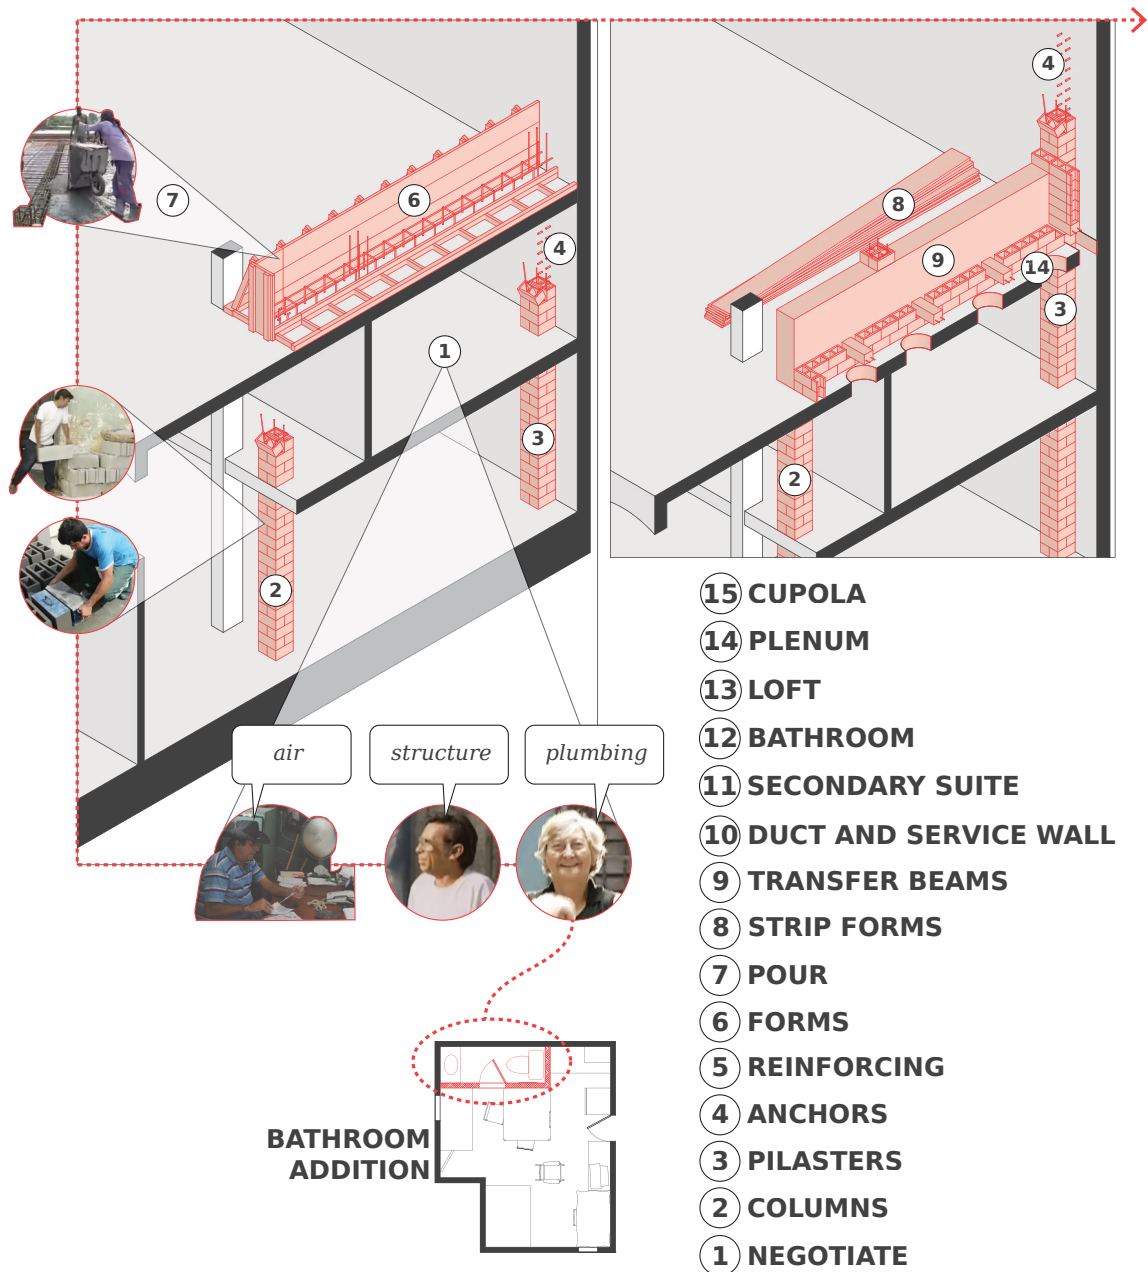 4
7
6
8
4
9
14
1
3
3
2
2
15 CUPOLA
14 PLENUM
13 LOFT
12 BATHROOM
11 SECONDARY SUITE
10 DUCT AND SERVICE WALL
9 TRANSFER BEAMS
8 STRIP FORMS
7 POUR
6 FORMS
5 REINFORCING
4 ANCHORS
3 PILASTERS
2 COLUMNS
1 NEGOTIATE
air
structure
plumbing
BATHROOM
ADDITION